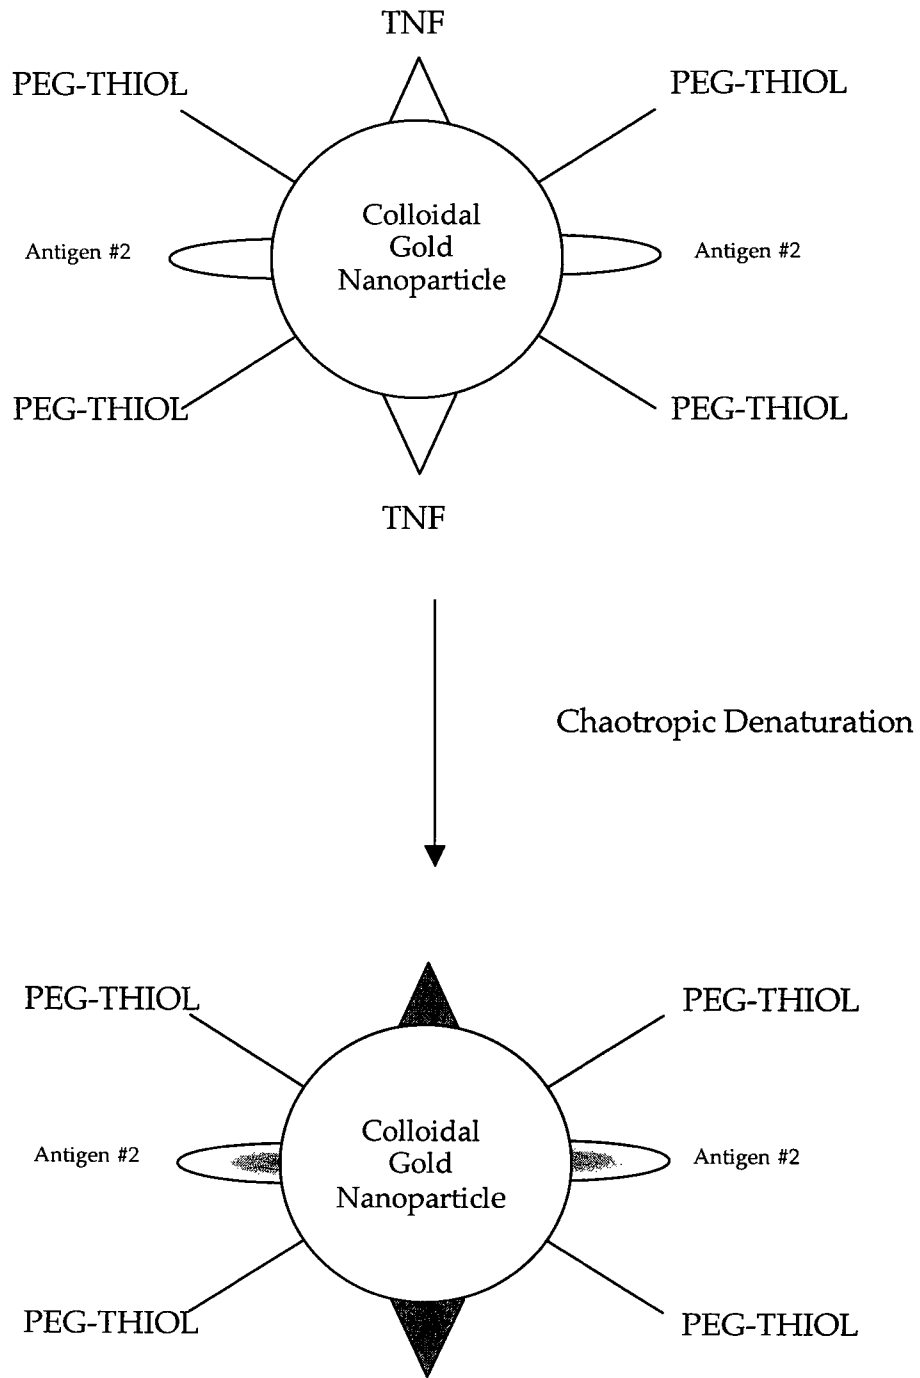 TNF
PEG-THIOL
PEG-THIOL
Colloidal
Gold
Nanoparticle
Antigen #2
Antigen #2
PEG-THIOL
PEG-THIOL
TNF
Chaotropic Denaturation
PEG-THIOL
PEG-THIOL
Colloidal
Gold
Nanoparticle
Antigen #2
Antigen #2
PEG-THIOL
PEG-THIOL